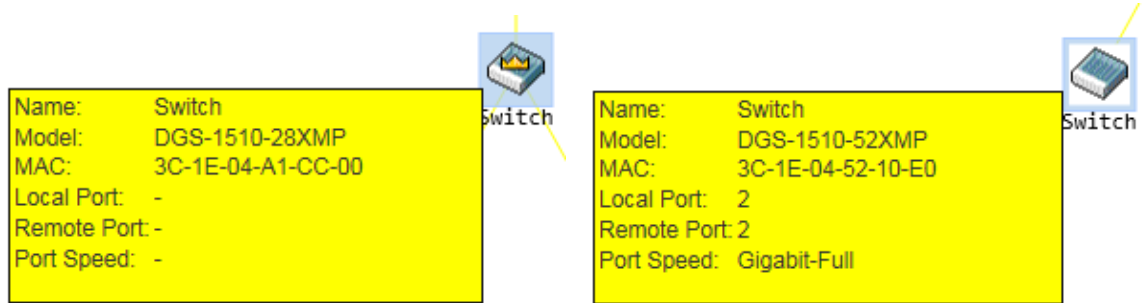 Switch
Name: Switch
Model: DGS-1510-28XMP
MAC: 3C-1E-04-A1-CC-00
Local Port: -
Remote Port: -
Port Speed: -
Switch
Name: Switch
Model: DGS-1510-52XMP
MAC: 3C-1E-04-52-10-E0
Local Port: 2
Remote Port: 2
Port Speed: Gigabit-Full